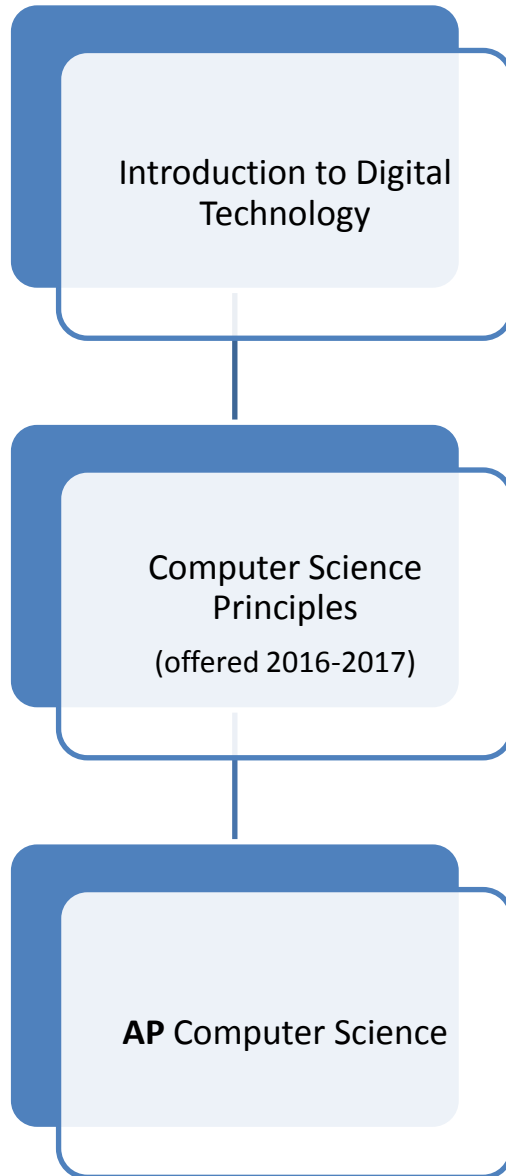 Introduction to Digital
Technology
Computer Science
Principles
(offered 2016-2017)
AP Computer Science